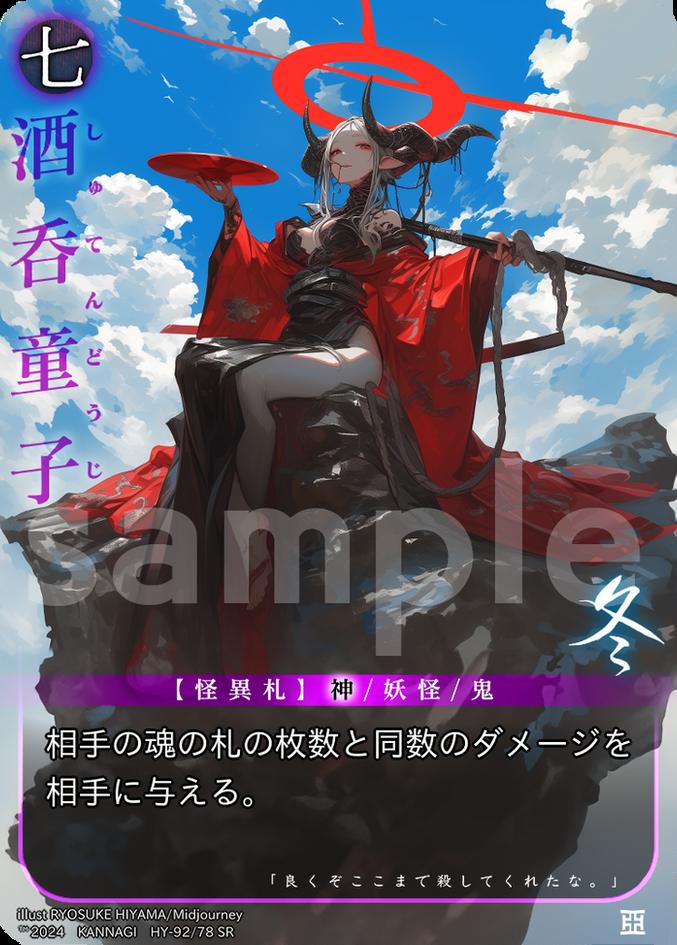 七
酒呑童子
しゅてんどうじ
sample
冬
【怪異札】 神/妖怪/鬼
相手の魂の札の枚数と同数のダメージを
相手に与える。
「良くぞここまで殺してくれたな。」
illust RYOSUKE HIYAMA/Midjourney
™2024 KANNAGI HY-92/78 SR